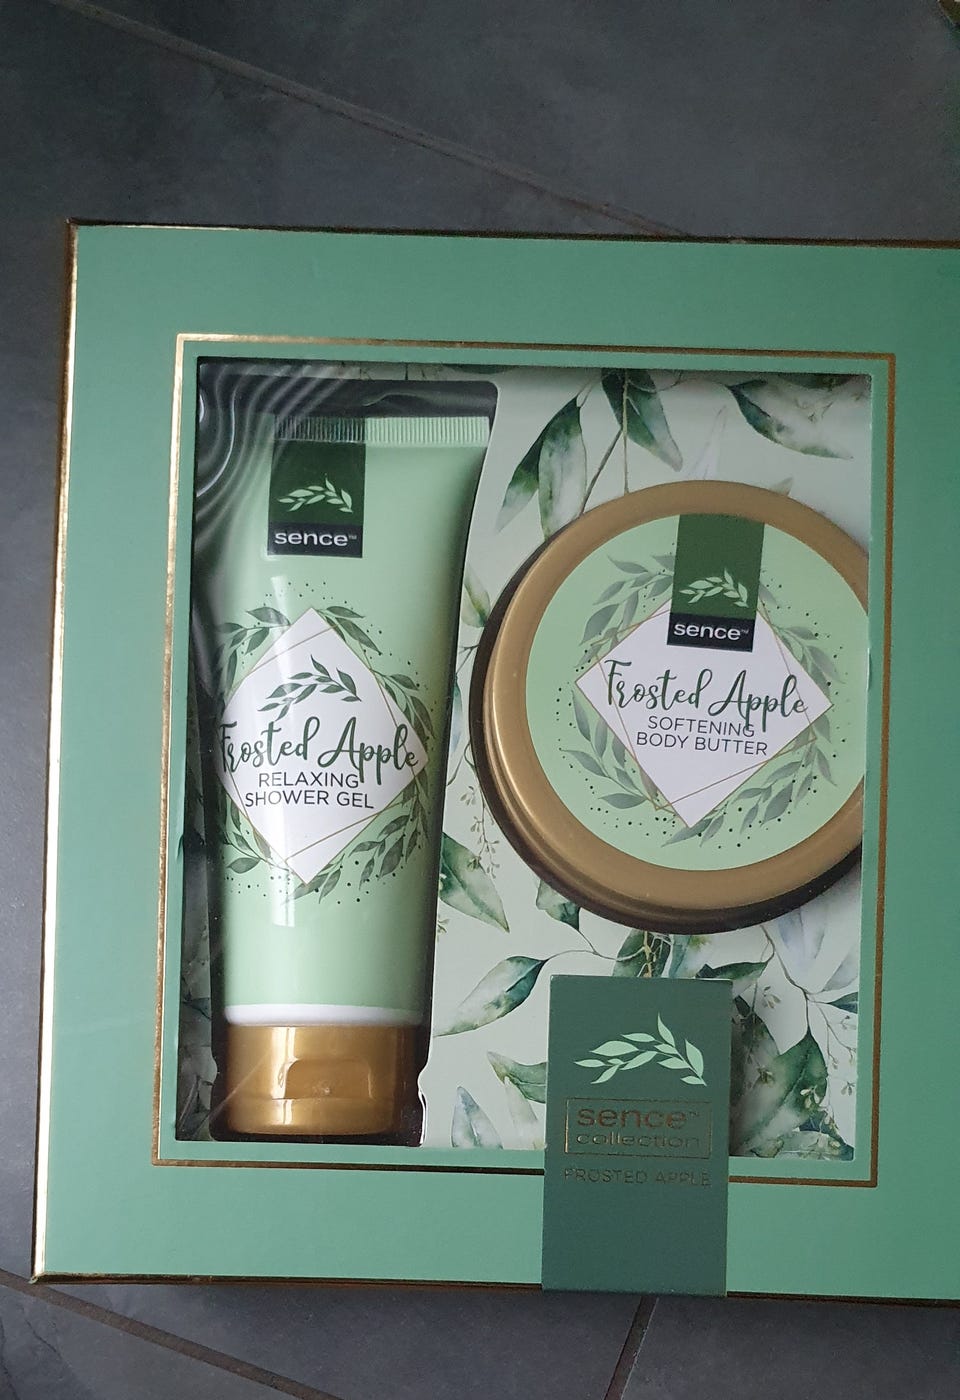 sence™
Frosted Apple
RELAXING
SHOWER GEL
sence™
Frosted Apple
SOFTENING
BODY BUTTER
sence™
collection
FROSTED APPLE